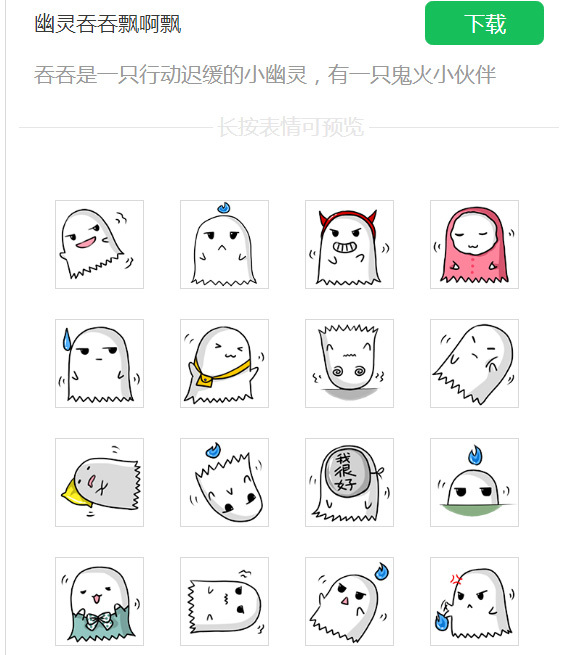 幽灵吞吞飘啊飘
下载
吞吞是一只行动迟缓的小幽灵，有一只鬼火小伙伴
长按表情可预览
我
很
好